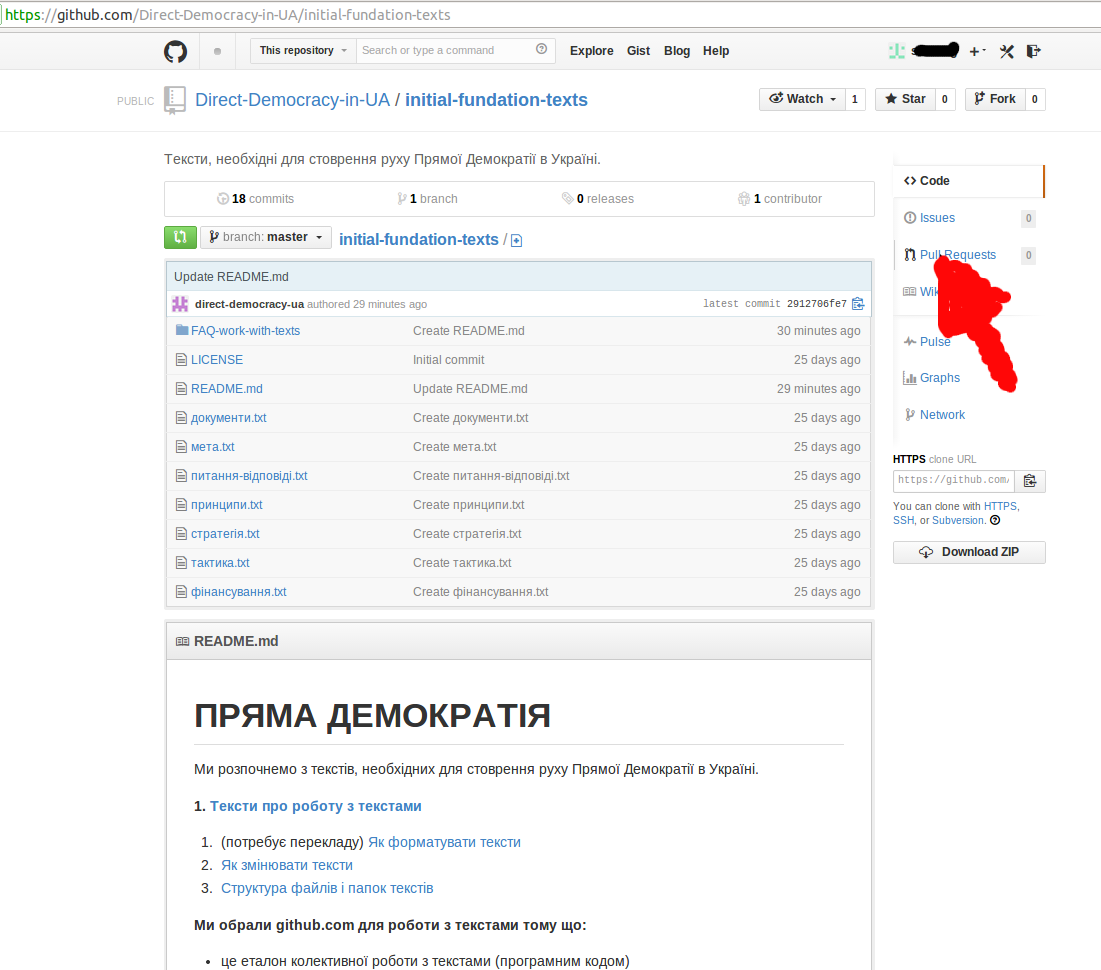 https://github.com/Direct-Democracy-in-UA/initial-fundation-texts
This repository Search or type a command Explore Gist Blog Help
PUBLIC Direct-Democracy-in-UA / initial-fundation-texts Watch 1 Star 0 Fork 0
Тексти, необхідні для стоврення руху Прямої Демократії в Україні.
18 commits 1 branch 0 releases 1 contributor
branch: master initial-fundation-texts /
Update README.md
direct-democracy-ua authored 29 minutes ago latest commit 2912706fe7
FAQ-work-with-texts Create README.md 30 minutes ago
LICENSE Initial commit 25 days ago
README.md Update README.md 29 minutes ago
документи.txt Create документи.txt 25 days ago
мета.txt Create мета.txt 25 days ago
питання-відповіді.txt Create питання-відповіді.txt 25 days ago
принципи.txt Create принципи.txt 25 days ago
стратегія.txt Create стратегія.txt 25 days ago
тактика.txt Create тактика.txt 25 days ago
фінансування.txt Create фінансування.txt 25 days ago
Code
Issues 0
Pull Requests 0
Pulse
Graphs
Network
HTTPS clone URL
https://github.com/
You can clone with HTTPS,
SSH, or Subversion.
Download ZIP
README.md
ПРЯМА ДЕМОКРАТІЯ
Ми розпочнемо з текстів, необхідних для стоврення руху Прямої Демократії в Україні.
1. Тексти про роботу з текстами
1. (потребує перекладу) Як форматувати тексти
2. Як змінювати тексти
3. Структура файлів і папок текстів
Ми обрали github.com для роботи з текстами тому що:
• це еталон колективної роботи з текстами (програмним кодом)